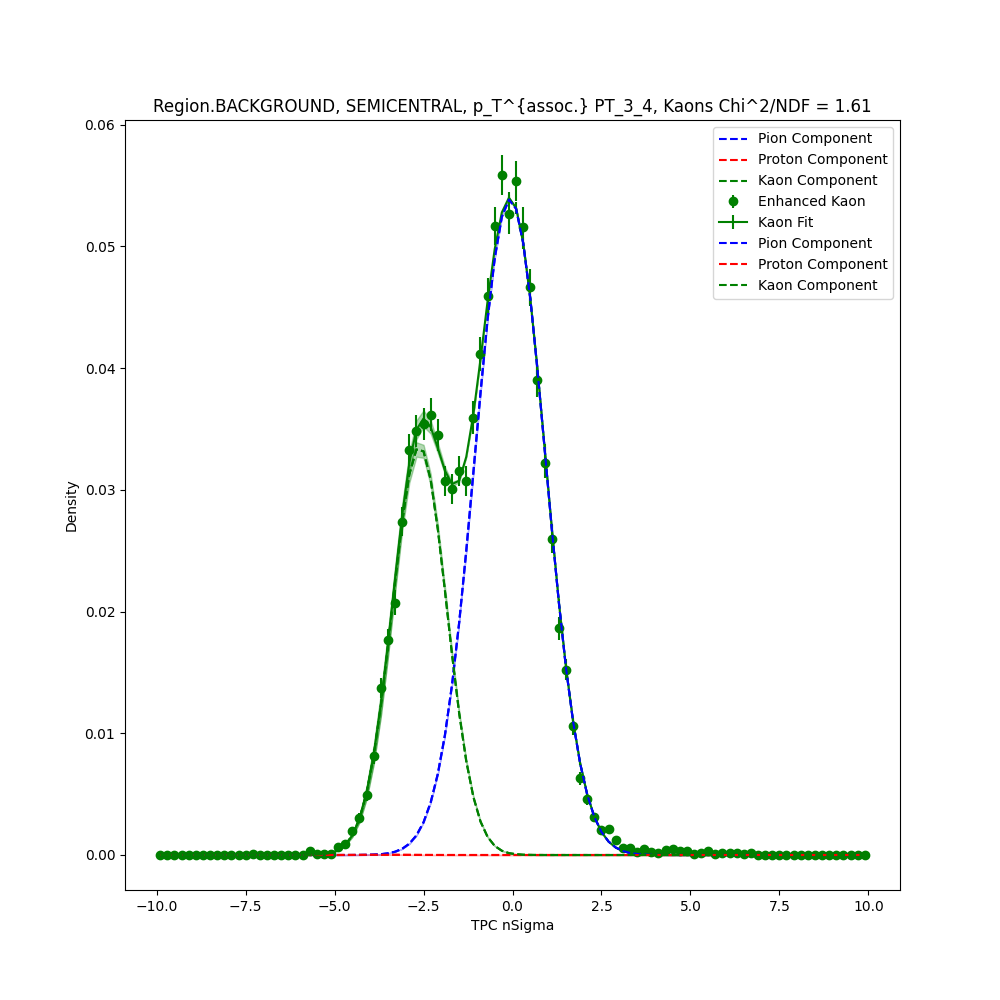 Region.BACKGROUND, SEMICENTRAL, p_T^{assoc.} PT_3_4, Kaons Chi^2/NDF = 1.61
Pion Component
Proton Component
Kaon Component
Enhanced Kaon
Kaon Fit
Pion Component
Proton Component
Kaon Component
0.06
0.05
0.04
0.03
0.02
0.01
0.00
Density
−10.0
−7.5
−5.0
−2.5
0.0
2.5
5.0
7.5
10.0
TPC nSigma